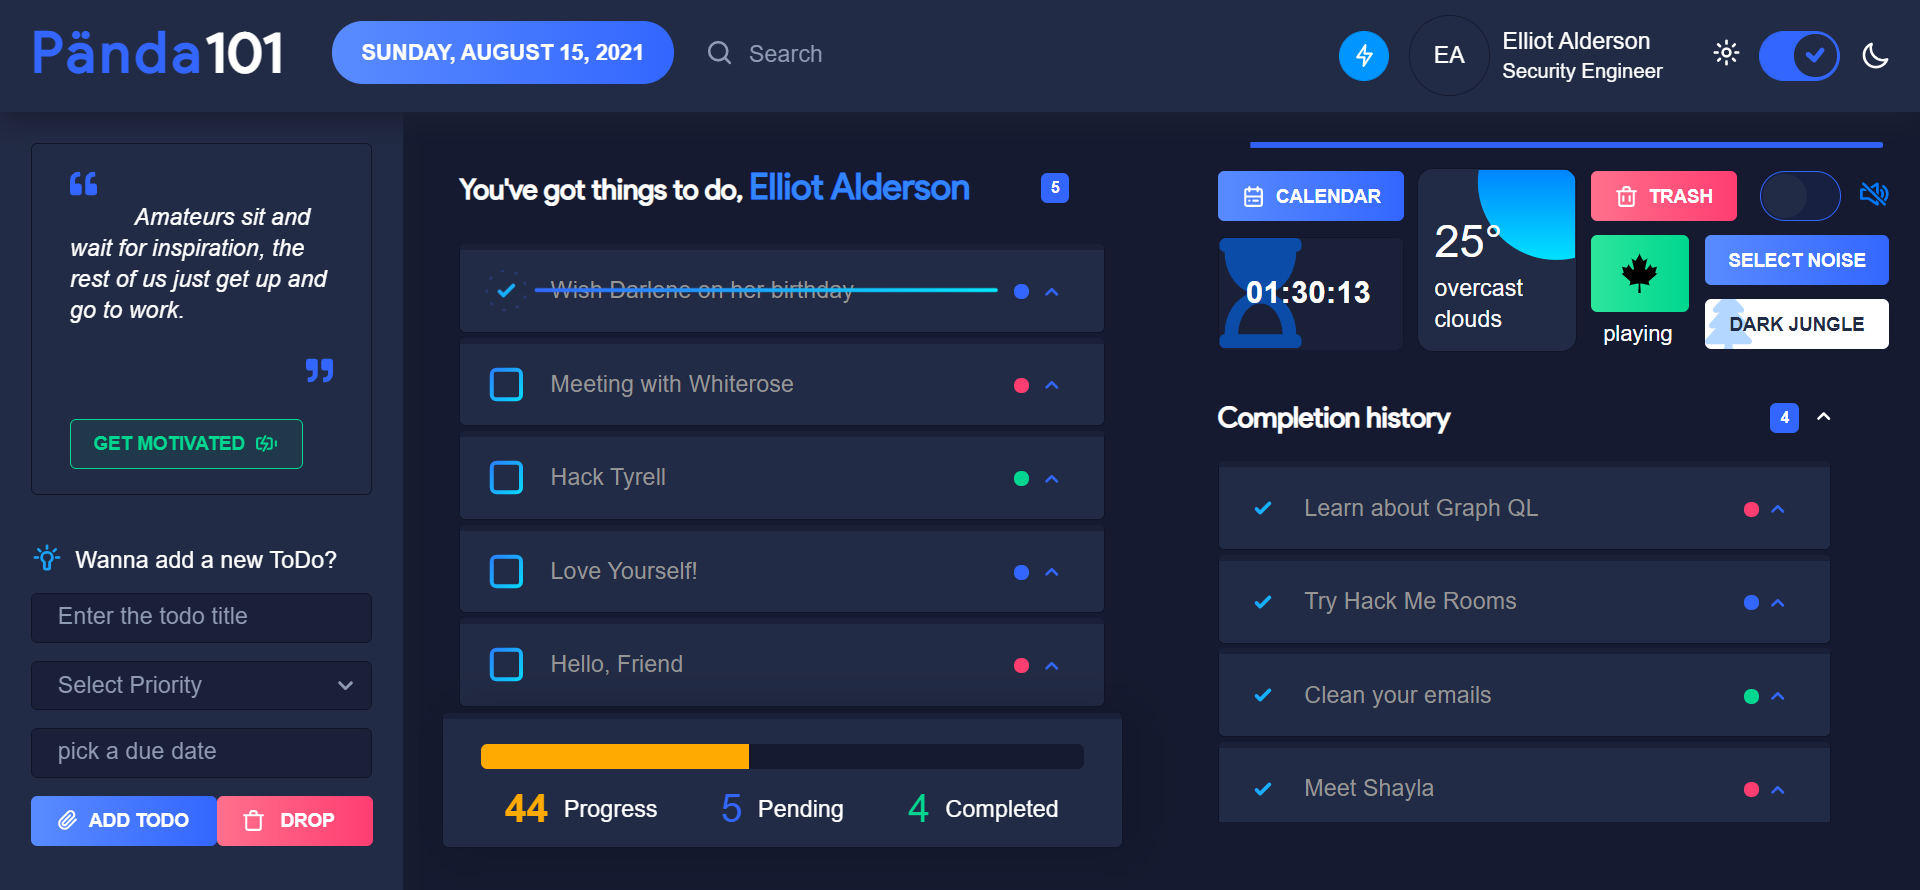 Pända101
SUNDAY, AUGUST 15, 2021
Search
EA
Elliot Alderson
Security Engineer
Amateurs sit and
wait for inspiration, the
rest of us just get up and
go to work.
GET MOTIVATED
Wanna add a new ToDo?
Enter the todo title
Select Priority
pick a due date
ADD TODO
DROP
You've got things to do, Elliot Alderson
5
Wish Darlene on her birthday
Meeting with Whiterose
Hack Tyrell
Love Yourself!
Hello, Friend
44 Progress
5 Pending
4 Completed
CALENDAR
01:30:13
25°
overcast
clouds
TRASH
playing
SELECT NOISE
DARK JUNGLE
Completion history
4
Learn about Graph QL
Try Hack Me Rooms
Clean your emails
Meet Shayla